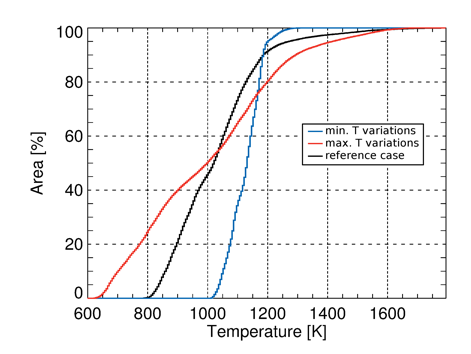 100
80
60
40
20
0
Area [%]
min. T variations
max. T variations
reference case
600 800 1000 1200 1400 1600
Temperature [K]